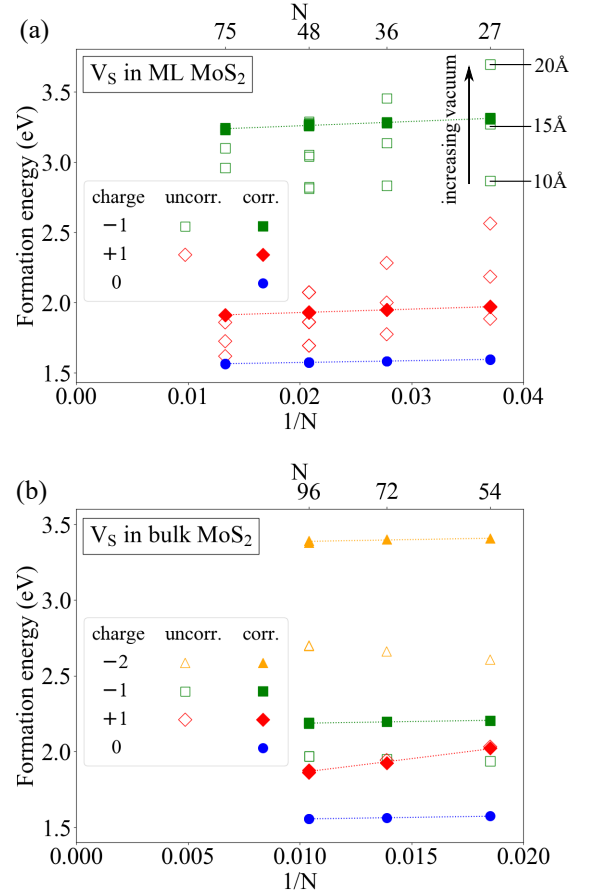 (a)
N
75 48 36 27
V_S in ML MoS₂
3.5
3.0
2.5
2.0
1.5
Formation energy (eV)
20Å
15Å
10Å
increasing vacuum
charge uncorr. corr.
−1
+1
0
0.00 0.01 0.02 0.03 0.04
1/N
(b)
N
96 72 54
V_S in bulk MoS₂
3.5
3.0
2.5
2.0
1.5
Formation energy (eV)
charge uncorr. corr.
−2
−1
+1
0
0.000 0.005 0.010 0.015 0.020
1/N